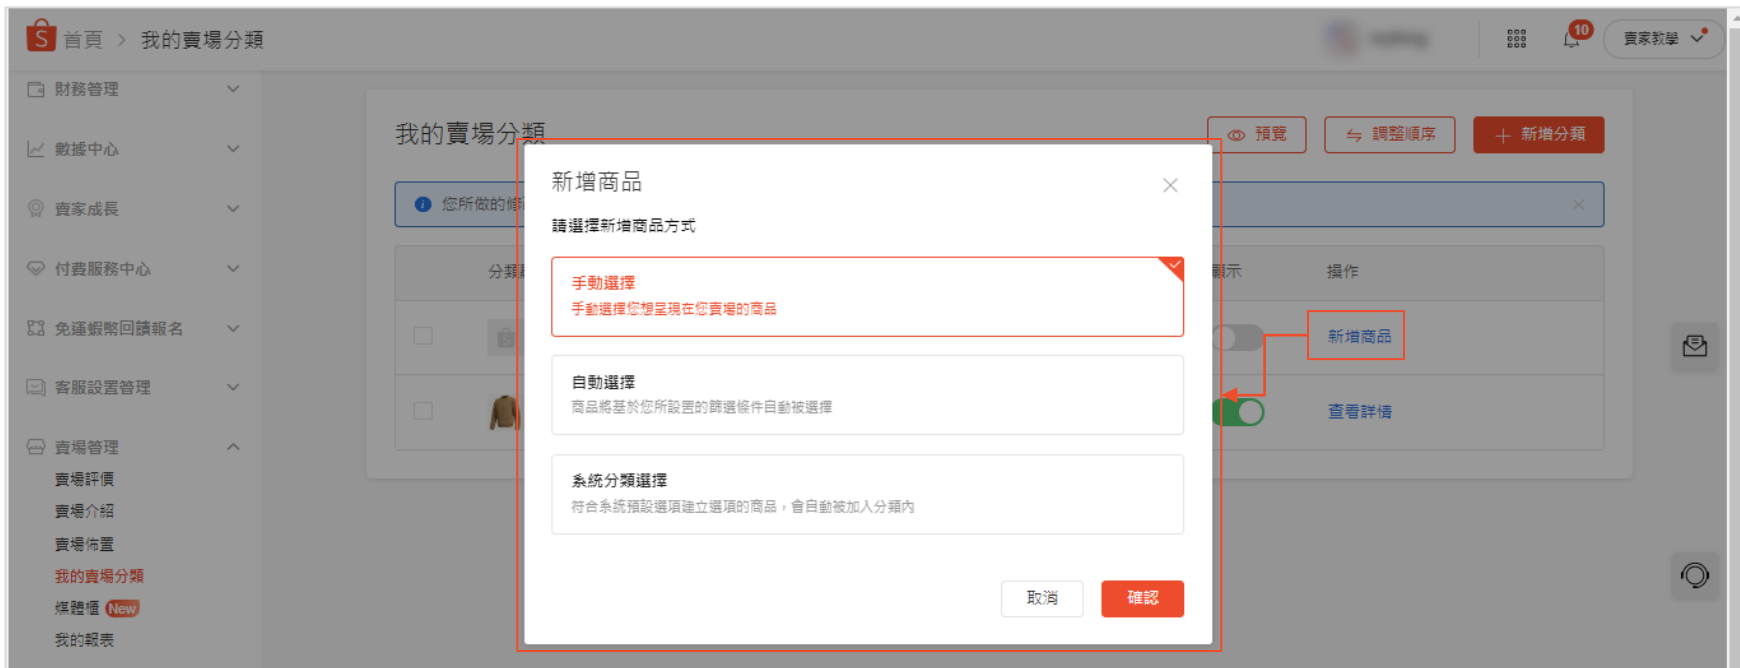 首頁 > 我的賣場分類
10
賣家教學
財務管理
數據中心
賣家成長
付費服務中心
免運蝦幣回饋報名
客服設置管理
賣場管理
賣場評價
賣場介紹
賣場佈置
我的賣場分類
媒體櫃 New
我的報表
我的賣場分類
預覽
調整順序
+ 新增分類
您所做的
分類
顯示
操作
新增商品
查看詳情
新增商品
請選擇新增商品方式
手動選擇
手動選擇您想呈現在您賣場的商品
自動選擇
商品將基於您所設置的篩選條件自動被選擇
系統分類選擇
符合系統預設選項建立選項的商品，會自動被加入分類內
取消
確認